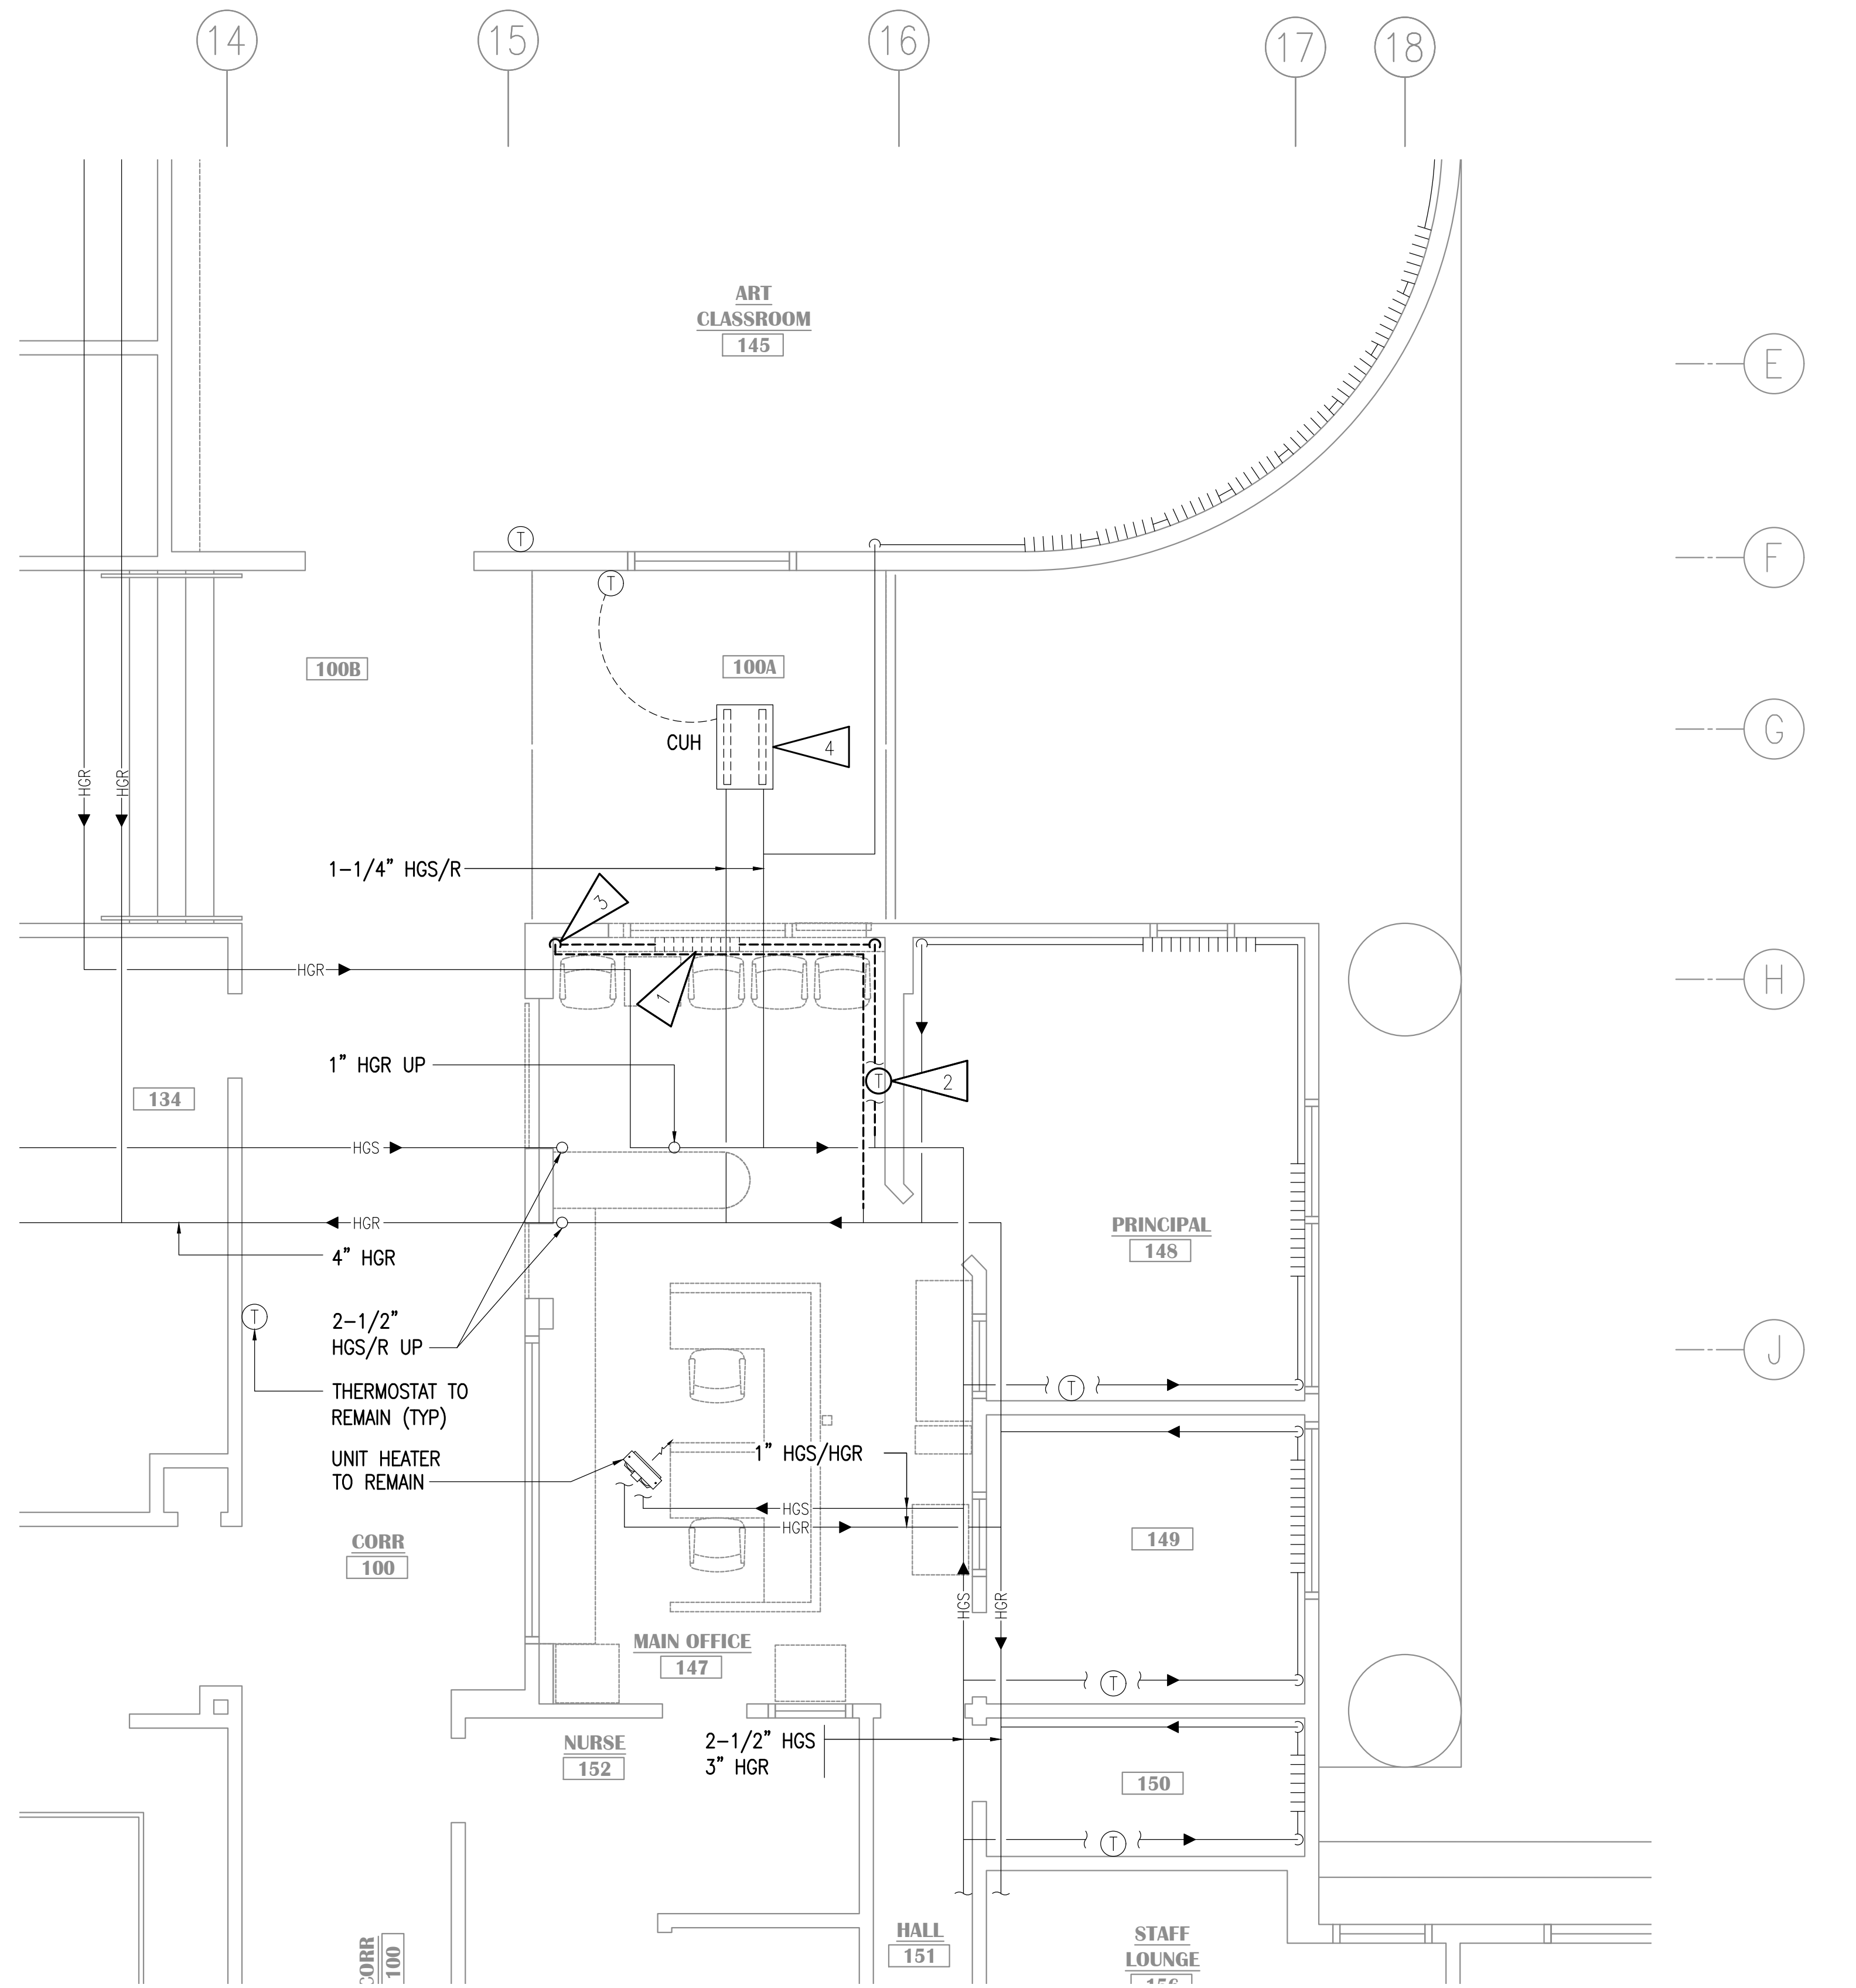 14
15
16
17
18
ART
CLASSROOM
145
E
T
F
T
100B
100A
G
CUH
4
HGR
HGR
1-1/4" HGS/R
3
HGR
H
1
1" HGR UP
T
2
134
HGS
HGR
PRINCIPAL
148
4" HGR
T
2-1/2"
HGS/R UP
J
THERMOSTAT TO
REMAIN (TYP)
T
UNIT HEATER
TO REMAIN
1" HGS/HGR
HGS
HGR
149
CORR
100
HGS
HGR
MAIN OFFICE
147
T
NURSE
152
2-1/2" HGS
3" HGR
150
T
HALL
151
STAFF
LOUNGE
CORR
100